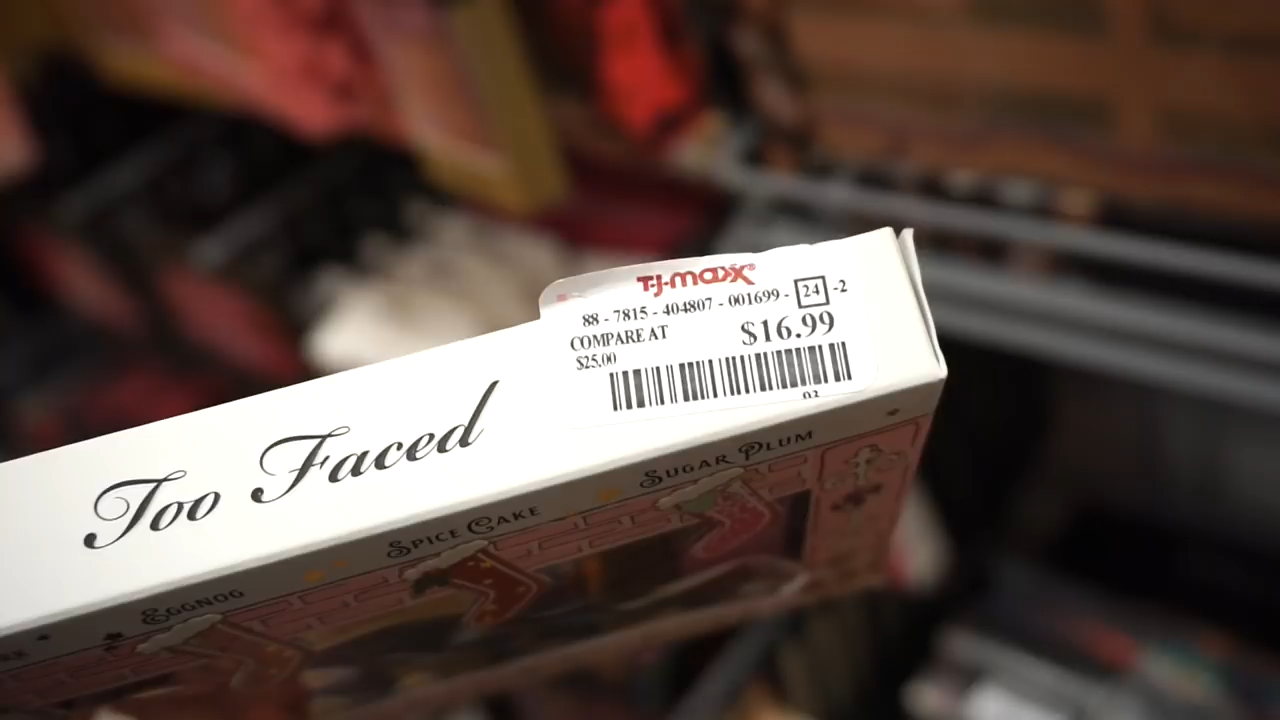 T·J·maxx®
88 - 7815 - 404807 - 001699 - 24 -2
COMPARE AT
$25.00
$16.99
03
Too Faced
EGGNOG
SPICE CAKE
SUGAR PLUM